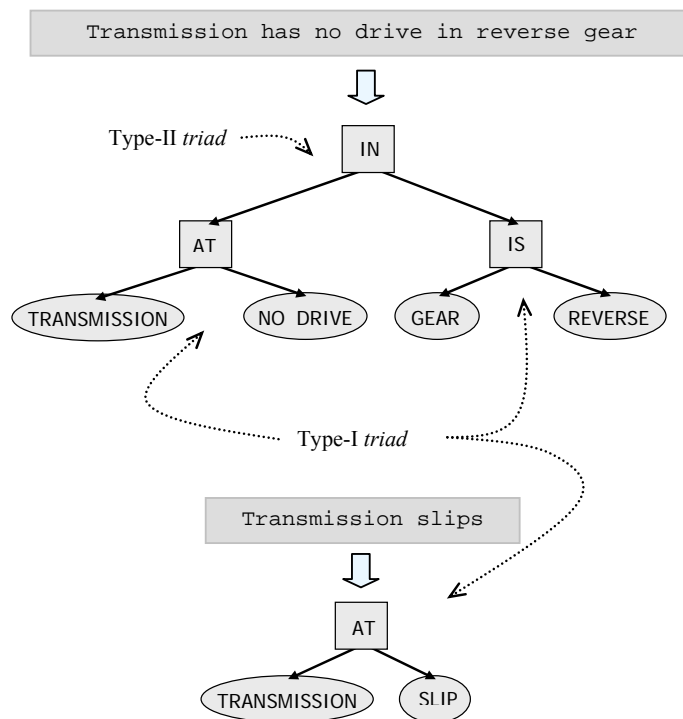 Transmission has no drive in reverse gear
Type-II triad
IN
AT
IS
TRANSMISSION
NO DRIVE
GEAR
REVERSE
Type-I triad
Transmission slips
AT
TRANSMISSION
SLIP